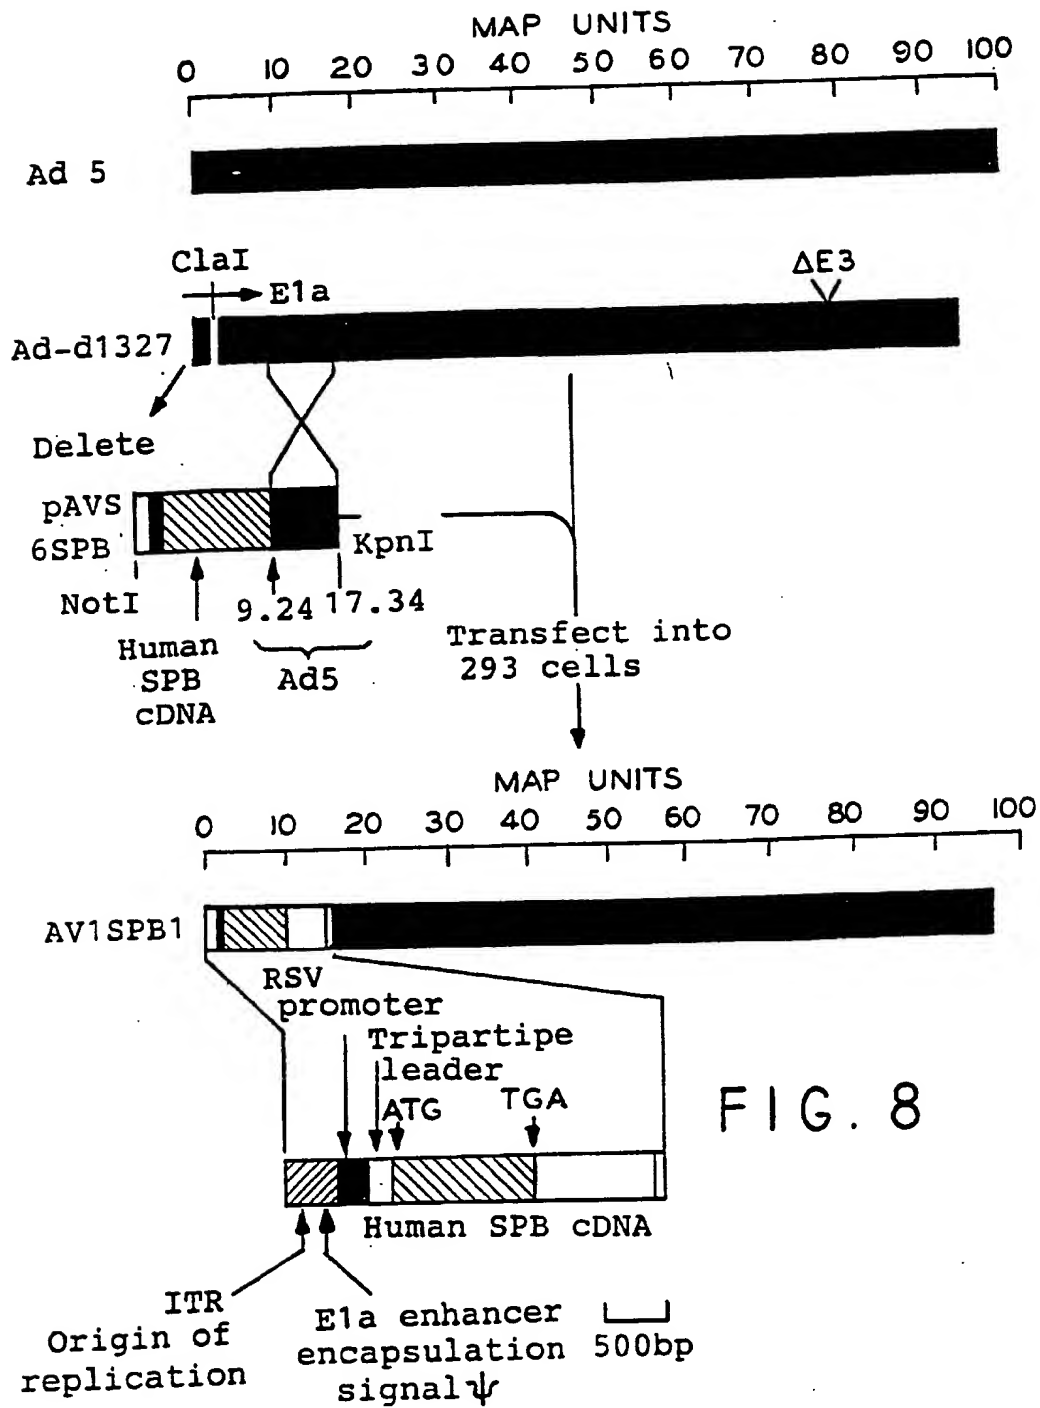 MAP UNITS
0 10 20 30 40 50 60 70 80 90 100
Ad 5
ClaI
E1a
ΔE3
Ad-d1327
Delete
pAVS
6SPB
KpnI
NotI
9.24 17.34
Human
SPB
cDNA
Ad5
Transfect into
293 cells
MAP UNITS
0 10 20 30 40 50 60 70 80 90 100
AV1SPB1
RSV
promoter
Tripartipe
leader
ATG
TGA
FIG. 8
Human SPB cDNA
ITR
Origin of
replication
E1a enhancer
encapsulation
signal ψ
500bp